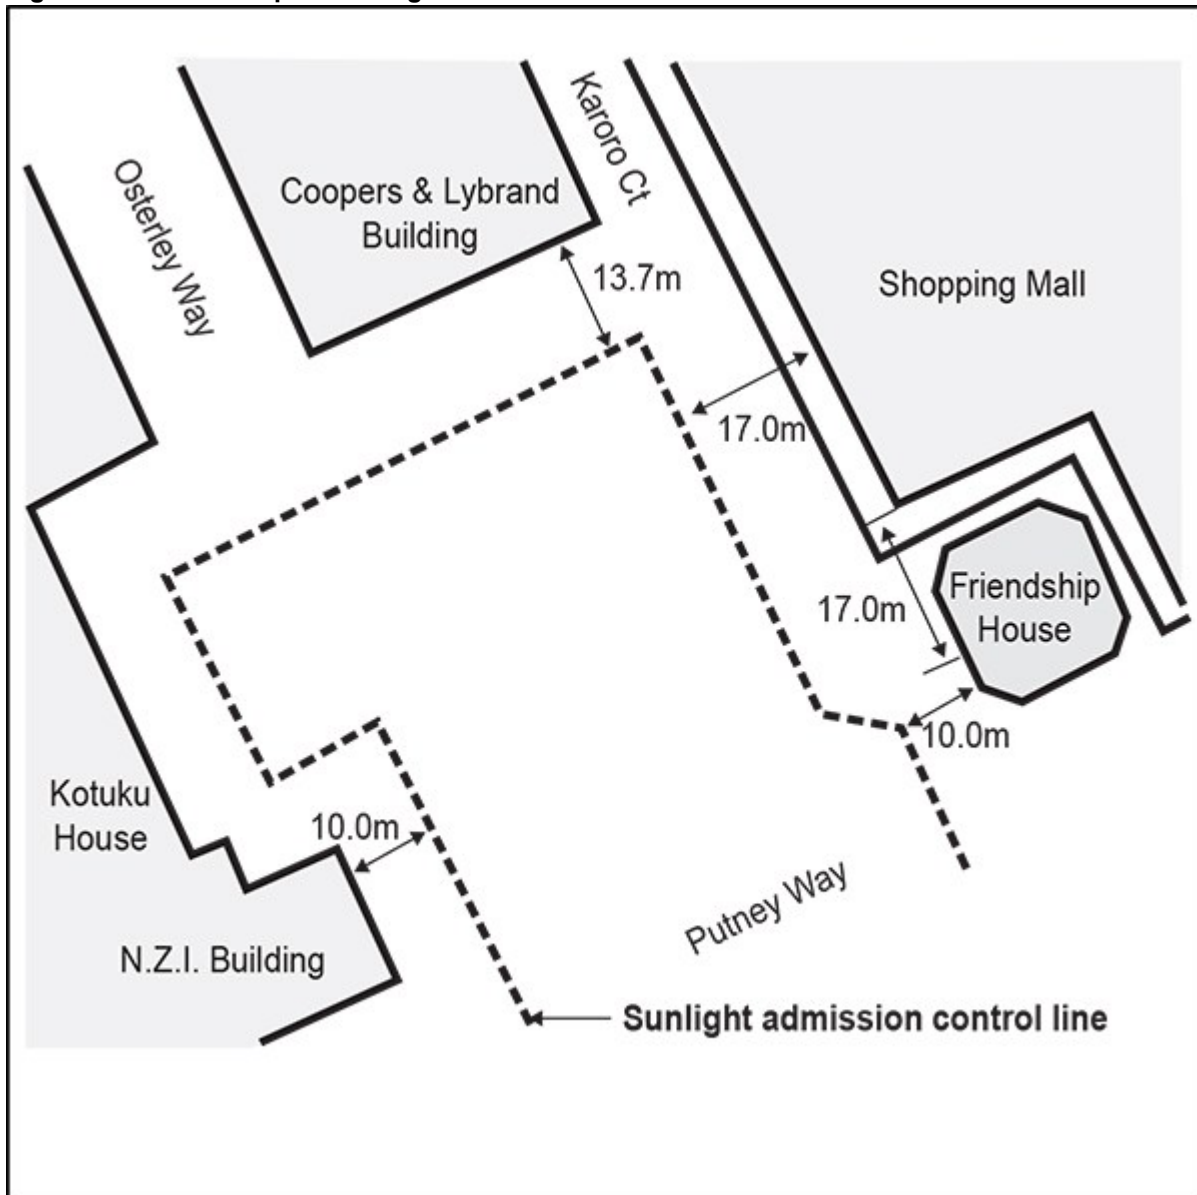 Karoro Ct
Osterley Way
Coopers & Lybrand
Building
13.7m
Shopping Mall
17.0m
17.0m
Friendship
House
10.0m
Kotuku
House
10.0m
Putney Way
N.Z.I. Building
Sunlight admission control line